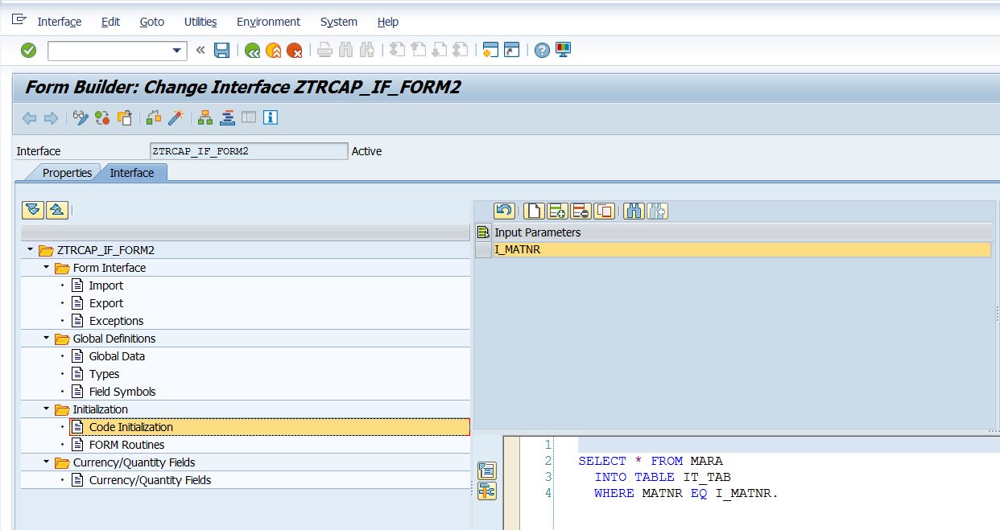 Interface Edit Goto Utilities Environment System Help
Form Builder: Change Interface ZTRCAP_IF_FORM2
Interface ZTRCAP_IF_FORM2 Active
Properties Interface
ZTRCAP_IF_FORM2
Form Interface
Import
Export
Exceptions
Global Definitions
Global Data
Types
Field Symbols
Initialization
Code Initialization
FORM Routines
Currency/Quantity Fields
Currency/Quantity Fields
Input Parameters
I_MATNR
1
2 SELECT * FROM MARA
3 INTO TABLE IT_TAB
4 WHERE MATNR EQ I_MATNR.